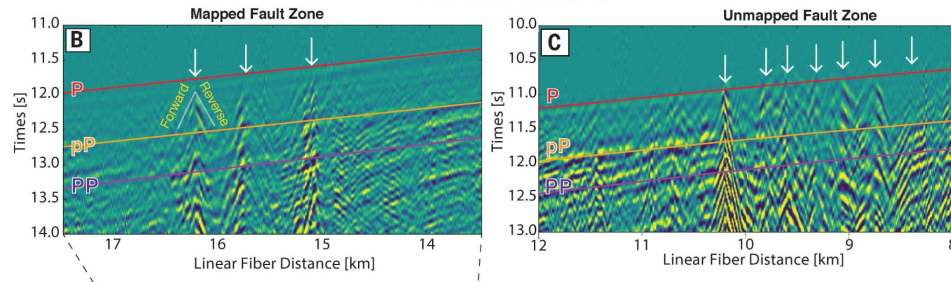 Mapped Fault Zone
B
11.0
11.5
12.0
12.5
13.0
13.5
14.0
Times [s]
P
pP
PP
Forward
Reverse
17
16
15
14
Linear Fiber Distance [km]
Unmapped Fault Zone
C
10.0
10.5
11.0
11.5
12.0
12.5
13.0
Times [s]
P
pP
PP
12
11
10
9
8
Linear Fiber Distance [km]